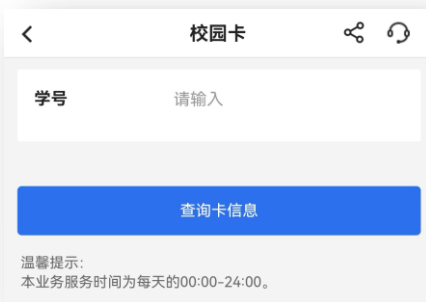 校园卡
学号 请输入
查询卡信息
温馨提示:
本业务服务时间为每天的00:00-24:00。